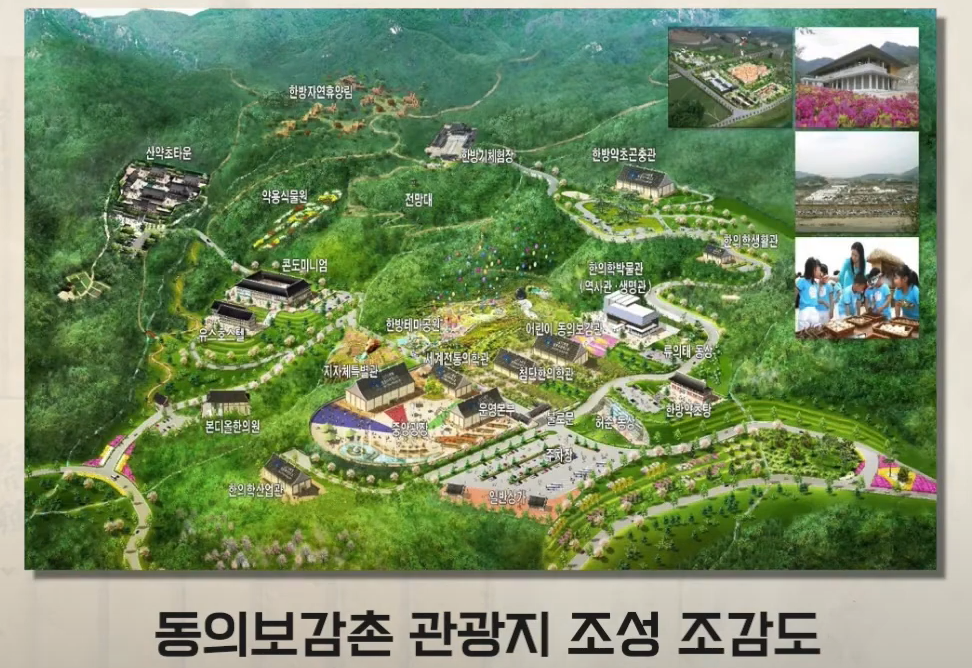 한방자연휴양림
한방기체험장
산약초타운
한방약초곤충관
약용식물원
전망대
한의학생활관
콘도미니엄
한의학박물관
(역사관·생명관)
유스호스텔
한방테마공원
어린이 동의보감관
류의태 동상
지자체특별관
세계전통의학관
첨단한의학관
본디올한의원
운영본부
한방약초탕
중앙광장
불로문
허준 동상
주차장
한의학산업관
일반상가
동의보감촌 관광지 조성 조감도